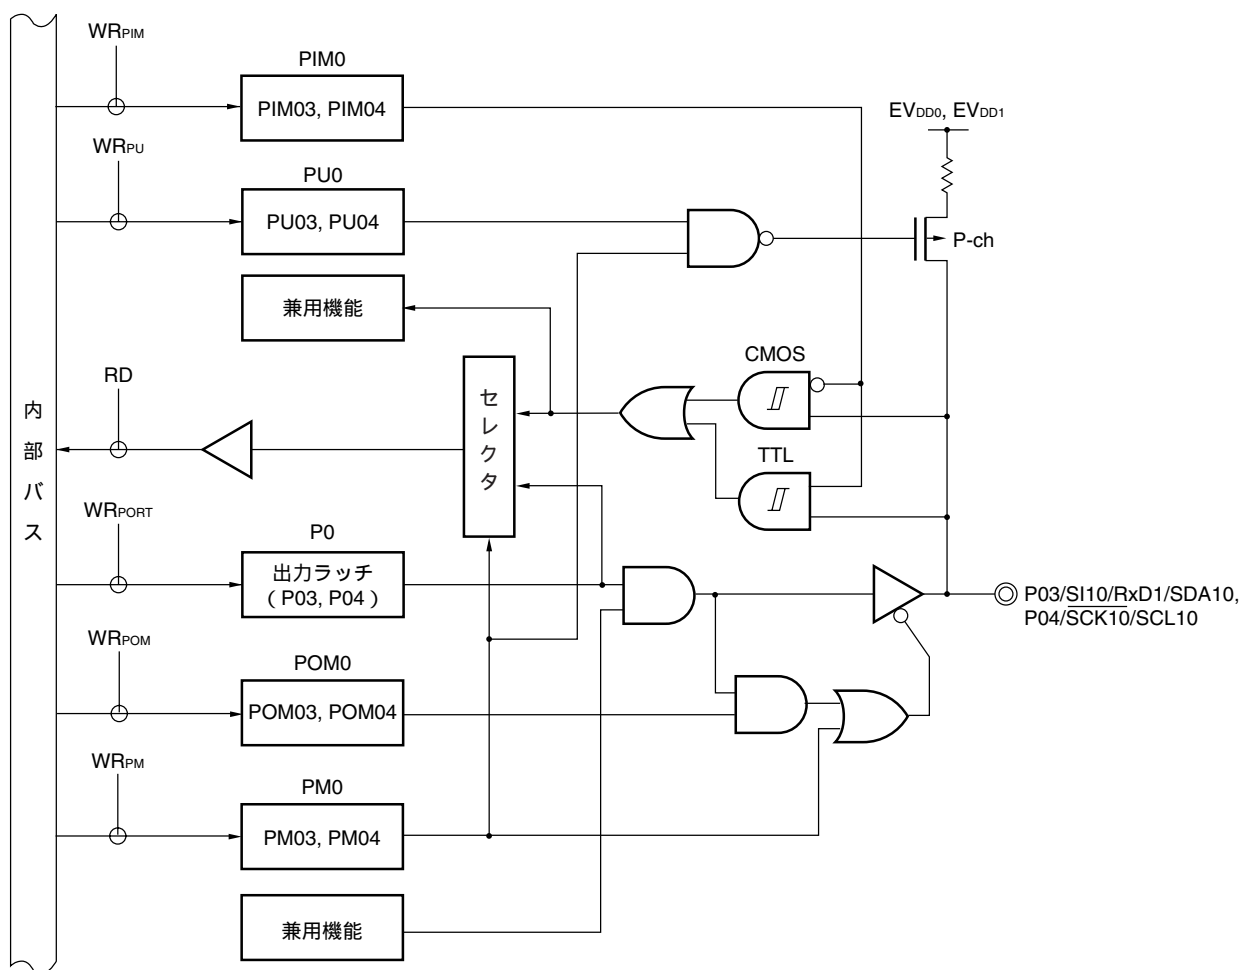 WRPIM
PIM0
PIM03, PIM04
EVDD0, EVDD1
WRPU
PU0
PU03, PU04
P-ch
兼用機能
CMOS
RD
セレクタ
内部バス
TTL
WRPORT
P0
出力ラッチ
（P03, P04）
P03/SI10/RxD1/SDA10,
P04/SCK10/SCL10
WRPOM
POM0
POM03, POM04
WRPM
PM0
PM03, PM04
兼用機能